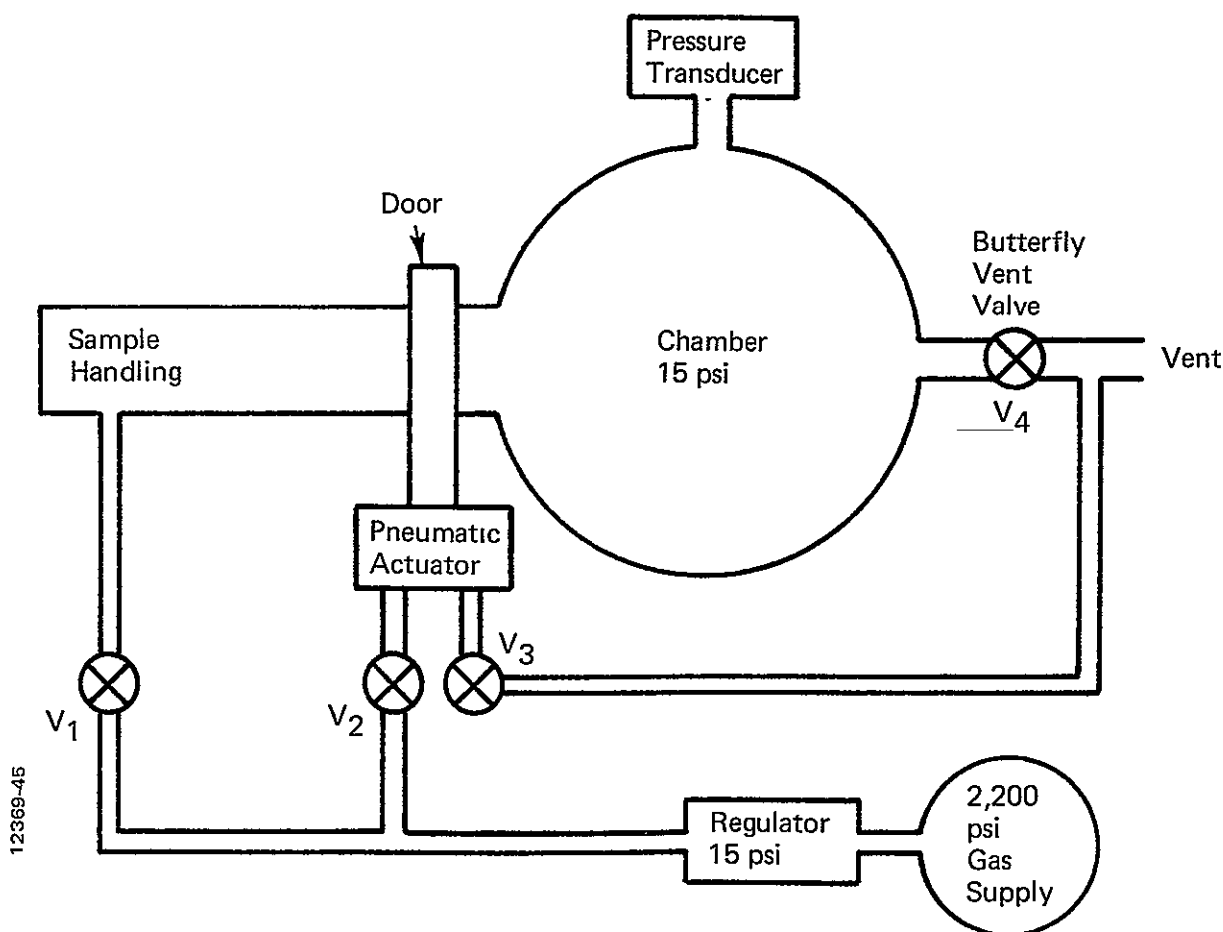 Pressure
Transducer
Door
Butterfly
Vent
Valve
Sample
Handling
Chamber
15 psi
Vent
V4
Pneumatic
Actuator
V3
V1
V2
2,200
psi
Gas
Supply
Regulator
15 psi
12369-45